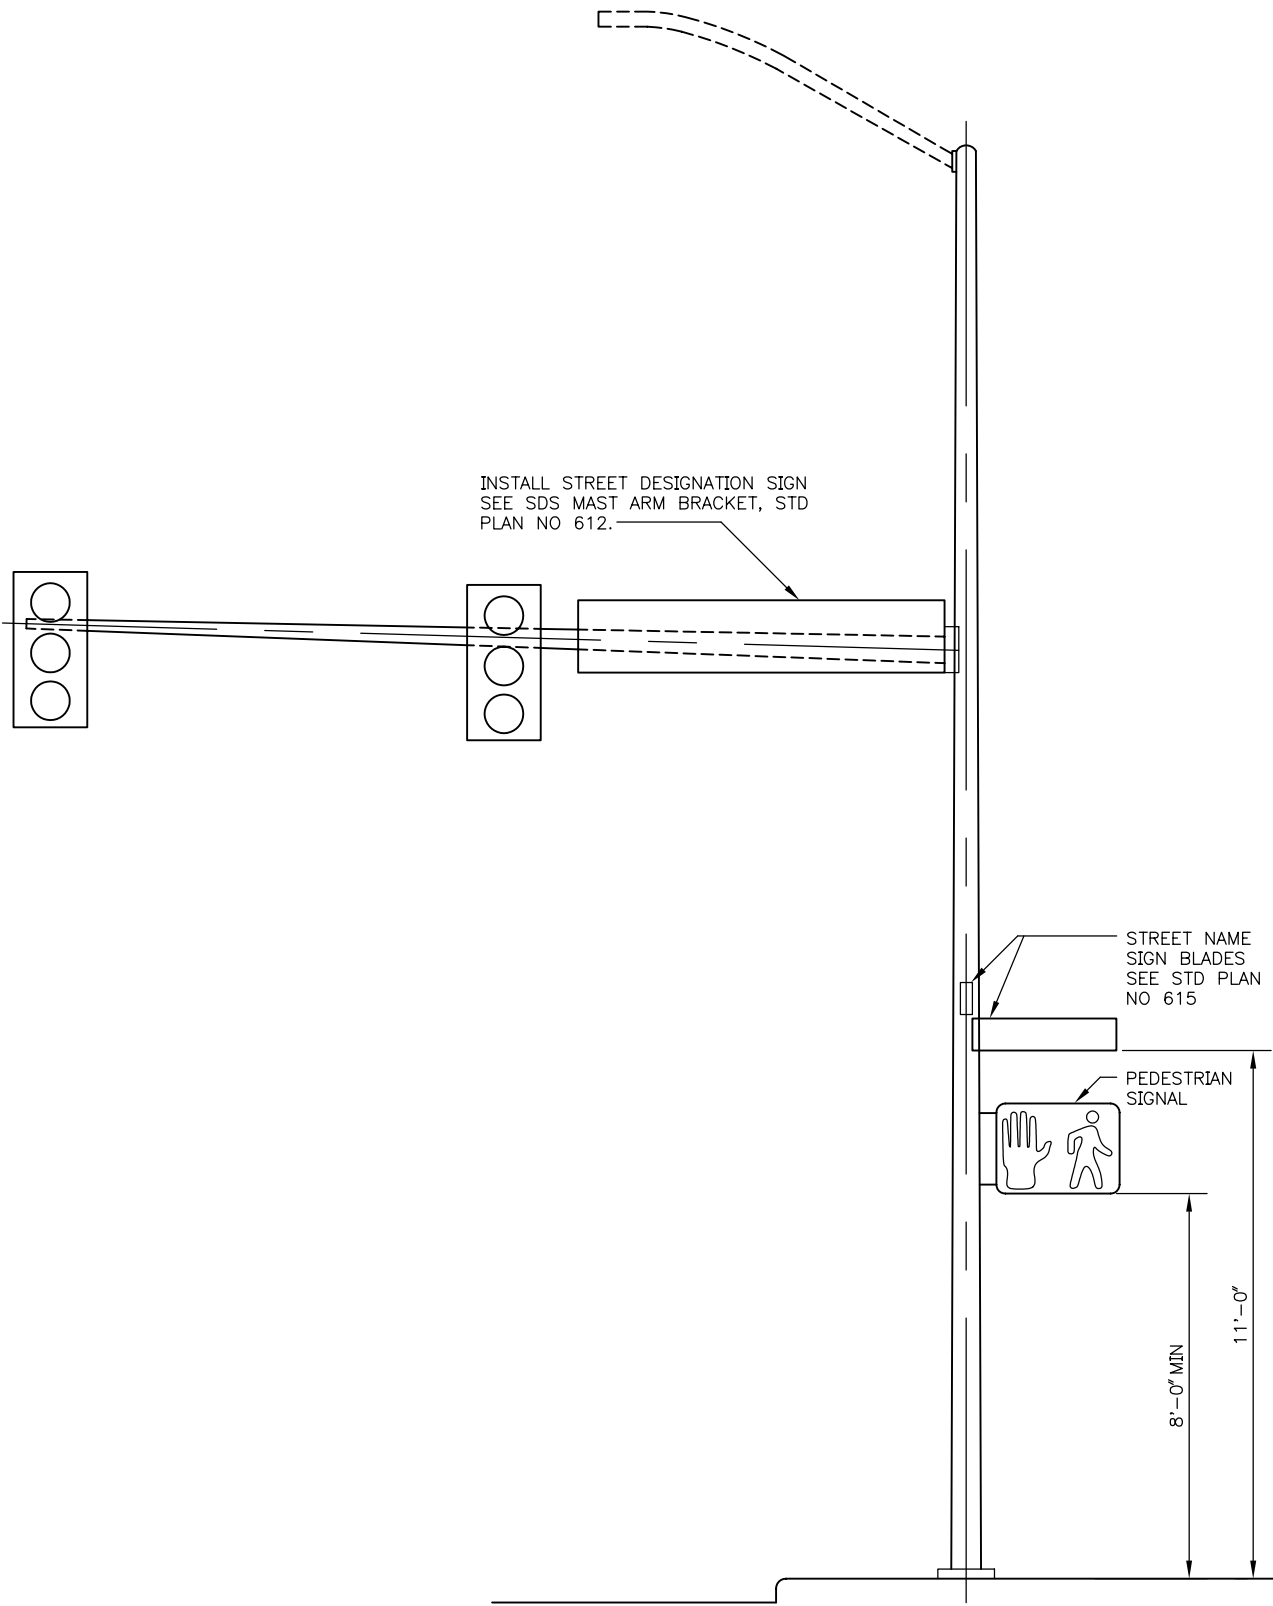 INSTALL STREET DESIGNATION SIGN
SEE SDS MAST ARM BRACKET, STD
PLAN NO 612.
STREET NAME
SIGN BLADES
SEE STD PLAN
NO 615
PEDESTRIAN
SIGNAL
11'-0"
8'-0" MIN